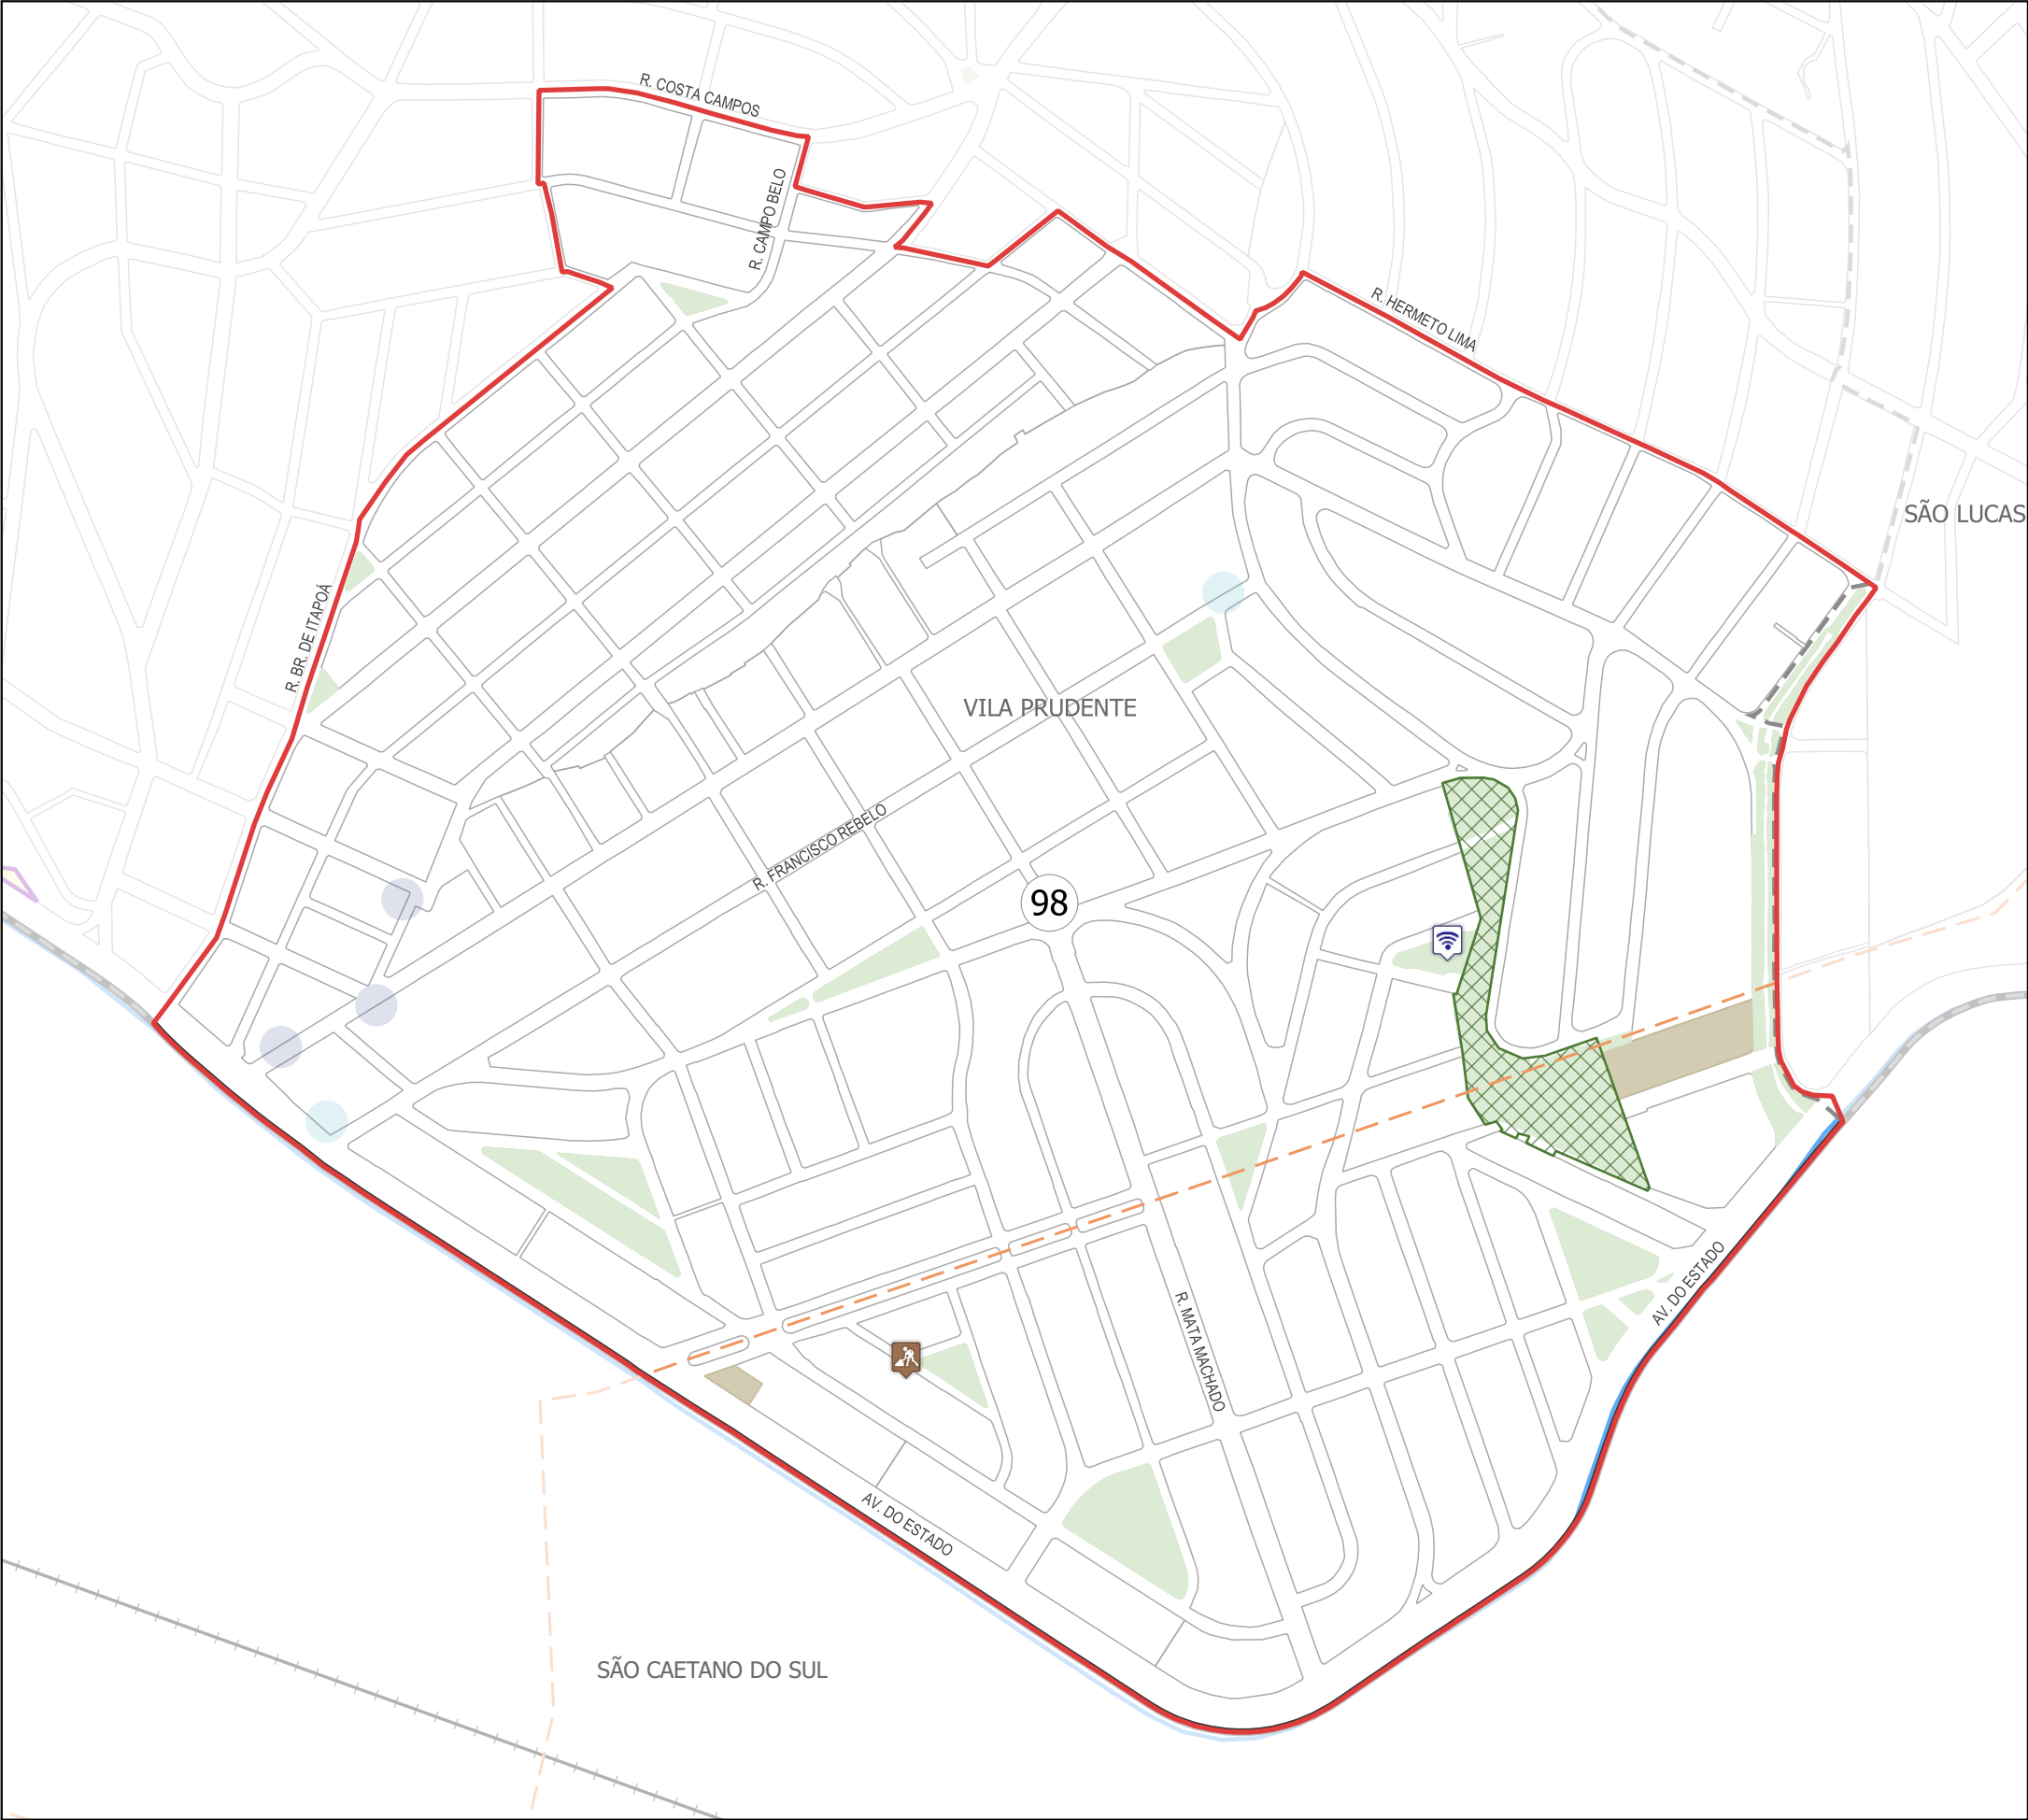 R. COSTA CAMPOS
R. CAMPO BELO
R. HERMETO LIMA
SÃO LUCAS
R. BR. DE ITAPOÁ
VILA PRUDENTE
R. FRANCISCO REBELO
98
AV. DO ESTADO
R. MATA MACHADO
AV. DO ESTADO
SÃO CAETANO DO SUL